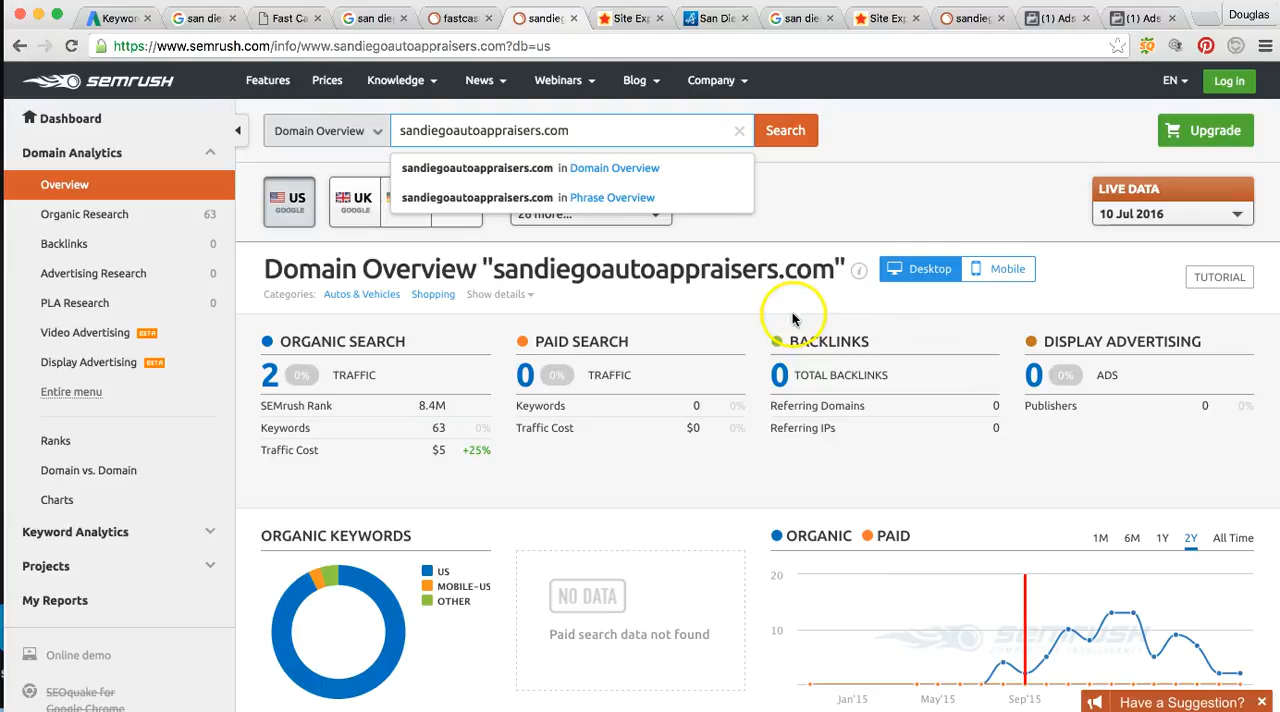 Keywor
san die
Fast Ca
san die
fastcas
sandieg
Site Exp
San Die
san die
Site Exp
sandieg
(1) Ads
(1) Ads
Douglas
https://www.semrush.com/info/www.sandiegoautoappraisers.com?db=us
SEMRUSH
Features
Prices
Knowledge
News
Webinars
Blog
Company
EN
Log in
Dashboard
Domain Analytics
Overview
Organic Research 63
Backlinks 0
Advertising Research 0
PLA Research 0
Video Advertising BETA
Display Advertising BETA
Entire menu
Ranks
Domain vs. Domain
Charts
Keyword Analytics
Projects
My Reports
Online demo
SEOquake for
Google Chrome
Domain Overview
sandiegoautoappraisers.com
Search
Upgrade
sandiegoautoappraisers.com in Domain Overview
sandiegoautoappraisers.com in Phrase Overview
US
GOOGLE
UK
GOOGLE
26 more...
LIVE DATA
10 Jul 2016
Domain Overview "sandiegoautoappraisers.com"
Desktop
Mobile
TUTORIAL
Categories: Autos & Vehicles Shopping Show details
ORGANIC SEARCH
2 0% TRAFFIC
SEMrush Rank 8.4M
Keywords 63 0%
Traffic Cost $5 +25%
PAID SEARCH
0 0% TRAFFIC
Keywords 0 0%
Traffic Cost $0 0%
BACKLINKS
0 TOTAL BACKLINKS
Referring Domains 0
Referring IPs 0
DISPLAY ADVERTISING
0 0% ADS
Publishers 0 0%
ORGANIC KEYWORDS
US
MOBILE-US
OTHER
NO DATA
Paid search data not found
ORGANIC PAID
1M 6M 1Y 2Y All Time
20
10
SEMRUSH
Jan'15 May'15 Sep'15
Have a Suggestion?